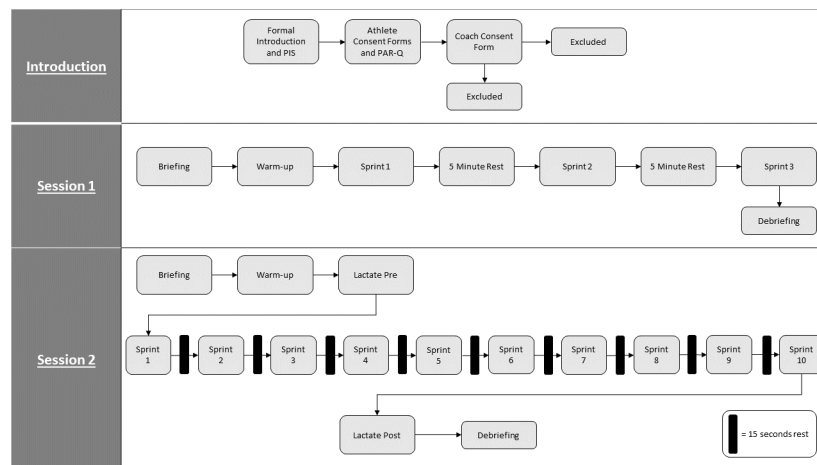 Introduction
Formal
Introduction
and PIS
Athlete
Consent Forms
and PAR-Q
Coach Consent
Form
Excluded
Excluded
Session 1
Briefing
Warm-up
Sprint 1
5 Minute Rest
Sprint 2
5 Minute Rest
Sprint 3
Debriefing
Session 2
Briefing
Warm-up
Lactate Pre
Sprint
1
Sprint
2
Sprint
3
Sprint
4
Sprint
5
Sprint
6
Sprint
7
Sprint
8
Sprint
9
Sprint
10
Lactate Post
Debriefing
= 15 seconds rest